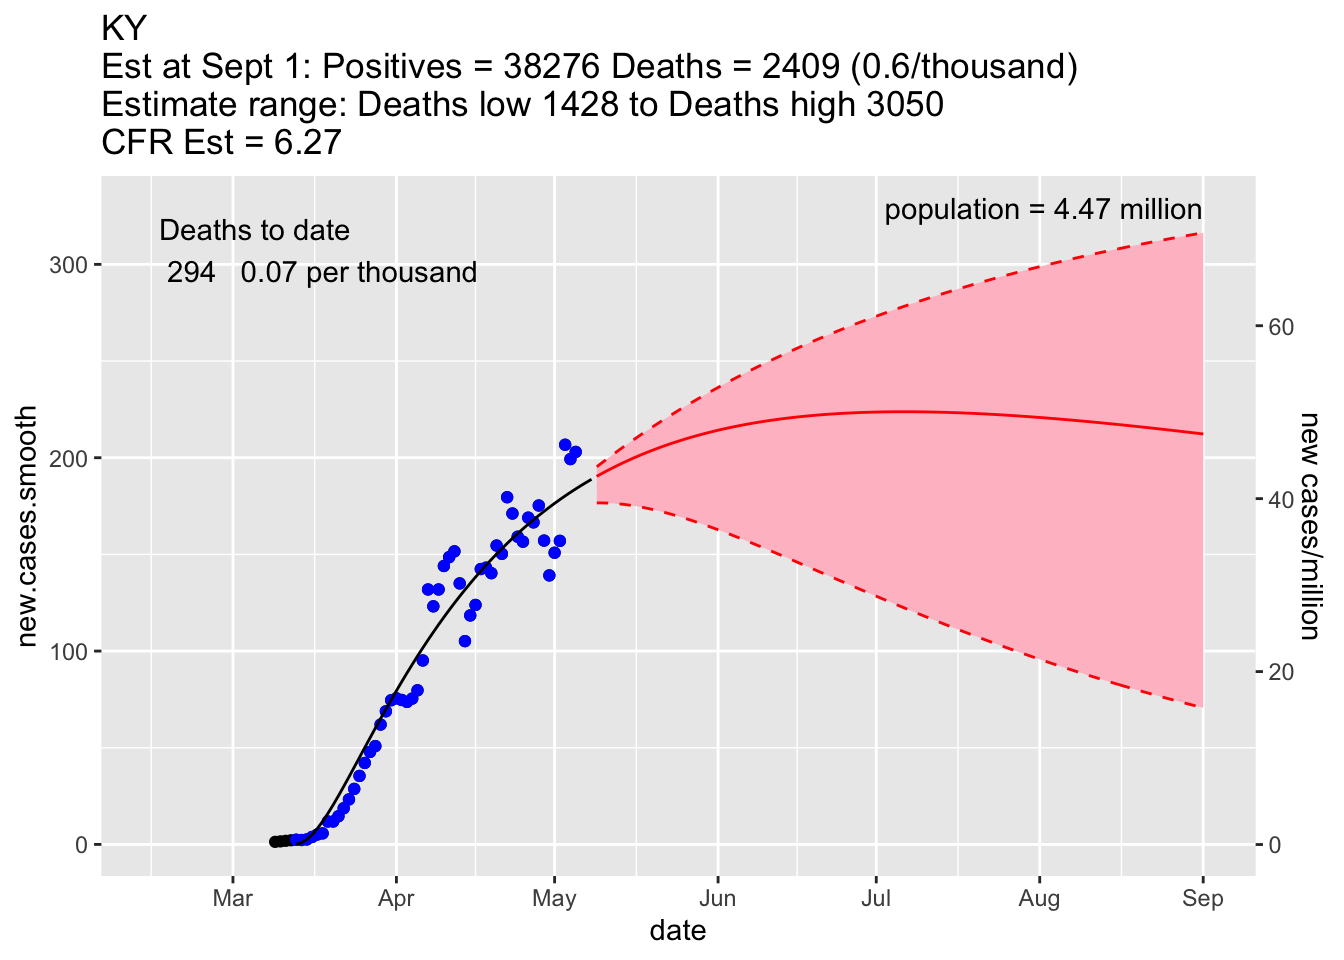 KY
Est at Sept 1: Positives = 38276 Deaths = 2409 (0.6/thousand)
Estimate range: Deaths low 1428 to Deaths high 3050
CFR Est = 6.27
population = 4.47 million
Deaths to date
294 0.07 per thousand
300
200
100
0
new.cases.smooth
60
40
20
0
new cases/million
Mar Apr May Jun Jul Aug Sep
date